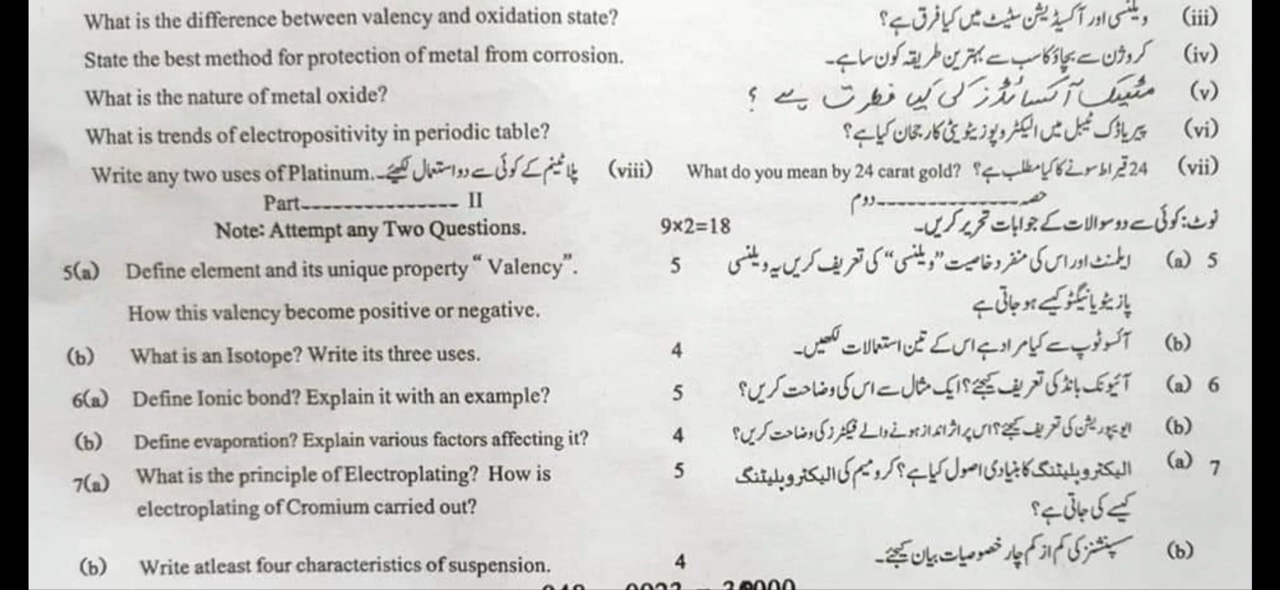 What is the difference between valency and oxidation state? ویلنسی اور آکسیڈیشن سٹیٹ میں کیا فرق ہے؟ (iii)
State the best method for protection of metal from corrosion. کروژن سے بچاؤ کا سب سے بہترین طریقہ کون سا ہے۔ (iv)
What is the nature of metal oxide? میٹلک آکسائڈز کی کیا فطرت ہے ؟ (v)
What is trends of electropositivity in periodic table? پیریاڈک ٹیبل میں الیکٹروپوزیٹویٹی کا رجحان کیا ہے؟ (vi)
Write any two uses of Platinum. پلاٹینم کے کوئی سے دو استعمال لکھیئے۔ (viii) What do you mean by 24 carat gold? 24 قیراط سونے کا کیا مطلب ہے؟ (vii)
Part--------------- II حصہ---------------دوم
Note: Attempt any Two Questions. 9×2=18 نوٹ: کوئی سے دو سوالات کے جوابات تحریر کریں۔
5(a) Define element and its unique property “ Valency”. 5 ایلمنٹ اور اس کی منفرد خاصیت ”ویلنسی“ کی تعریف کریں یہ ویلنسی (a) 5
How this valency become positive or negative. پازیٹو یا نیگٹو کیسے ہو جاتی ہے
(b) What is an Isotope? Write its three uses. 4 آئسوٹوپ سے کیا مراد ہے اس کے تین استعمالات لکھیں۔ (b)
6(a) Define Ionic bond? Explain it with an example? 5 آئیونک بانڈ کی تعریف کیجئے؟ ایک مثال سے اس کی وضاحت کریں؟ (a) 6
(b) Define evaporation? Explain various factors affecting it? 4 ایوپوریشن کی تعریف کیجئے؟ اس پر اثر انداز ہونے والے فیکٹرز کی وضاحت کریں؟ (b)
7(a) What is the principle of Electroplating? How is 5 الیکٹروپلیٹنگ کا بنیادی اصول کیا ہے؟ کرومیم کی الیکٹروپلیٹنگ (a) 7
electroplating of Cromium carried out? کیسے کی جاتی ہے؟
(b) Write atleast four characteristics of suspension. 4 سسپنشنز کی کم از کم چار خصوصیات بیان کیجئے۔ (b)